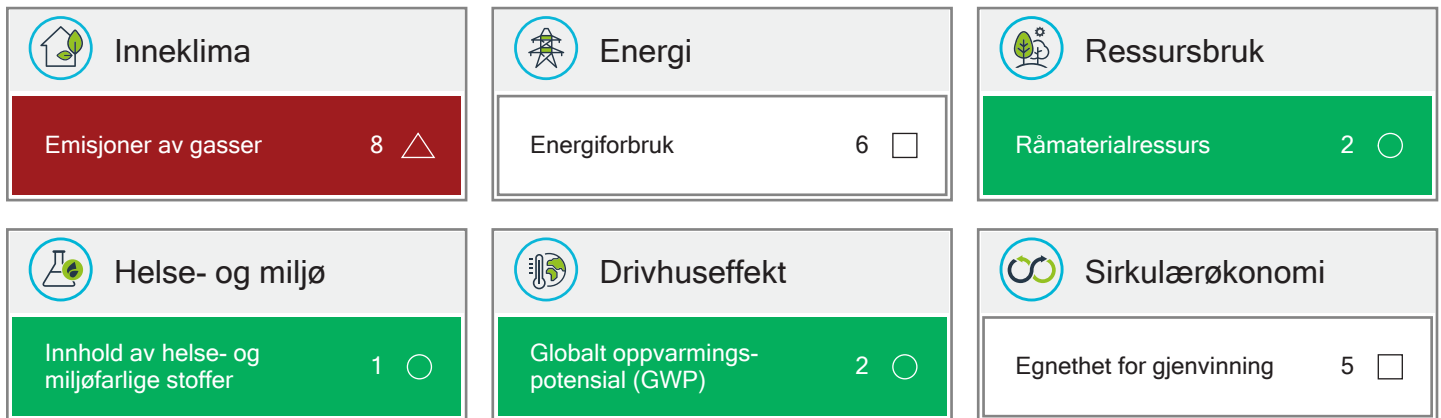 Inneklima
Emisjoner av gasser 8
Energi
Energiforbruk 6
Ressursbruk
Råmaterialressurs 2
Helse- og miljø
Innhold av helse- og
miljøfarlige stoffer 1
Drivhuseffekt
Globalt oppvarmings-
potensial (GWP) 2
Sirkulærøkonomi
Egnethet for gjenvinning 5